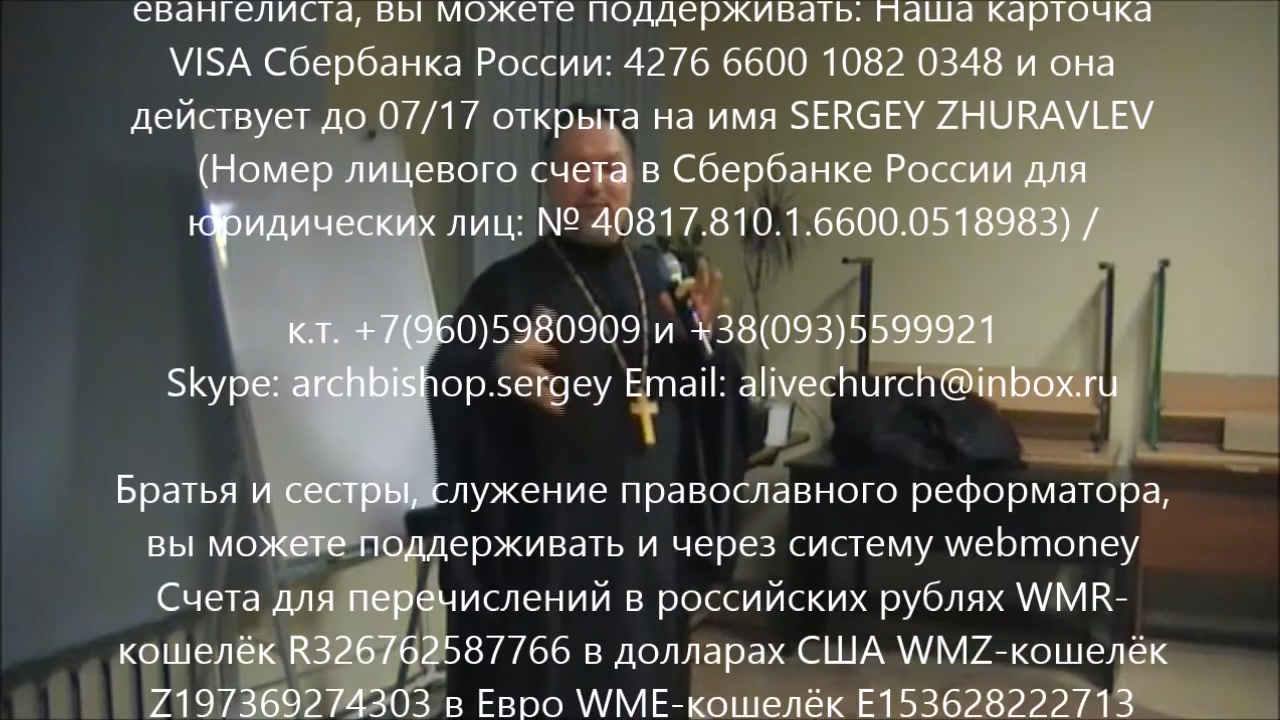 евангелиста, вы можете поддерживать: Наша карточка
VISA Сбербанка России: 4276 6600 1082 0348 и она
действует до 07/17 открыта на имя SERGEY ZHURAVLEV
(Номер лицевого счета в Сбербанке России для
юридических лиц: № 40817.810.1.6600.0518983) /
к.т. +7(960)5980909 и +38(093)5599921
Skype: archbishop.sergey Email: alivechurch@inbox.ru
Братья и сестры, служение православного реформатора,
вы можете поддерживать и через систему webmoney
Счета для перечислений в российских рублях WMR-
кошелёк R326762587766 в долларах США WMZ-кошелёк
Z197369274303 в Евро WME-кошелёк E153628222713